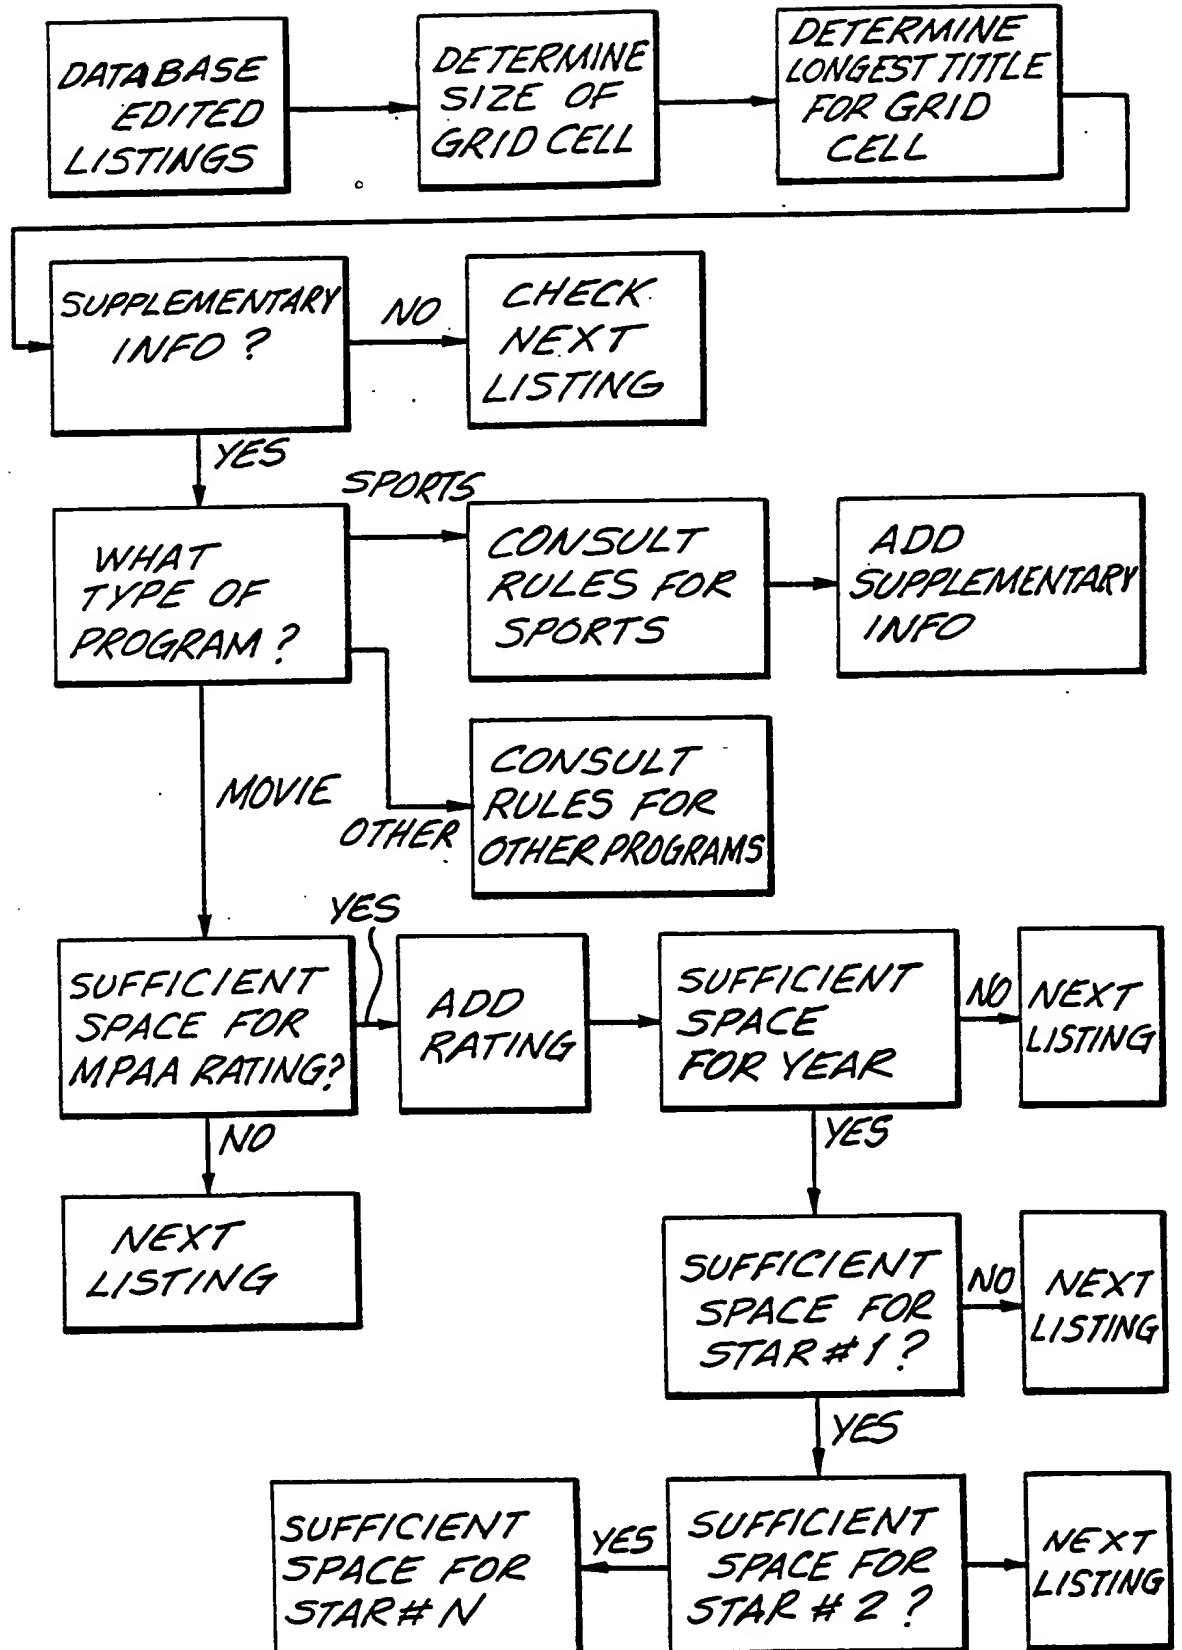 DATABASE
EDITED
LISTINGS
DETERMINE
SIZE OF
GRID CELL
DETERMINE
LONGEST TITTLE
FOR GRID
CELL
SUPPLEMENTARY
INFO?
NO
CHECK
NEXT
LISTING
YES
WHAT
TYPE OF
PROGRAM?
SPORTS
CONSULT
RULES FOR
SPORTS
ADD
SUPPLEMENTARY
INFO
OTHER
CONSULT
RULES FOR
OTHER PROGRAMS
MOVIE
SUFFICIENT
SPACE FOR
MPAA RATING?
YES
ADD
RATING
SUFFICIENT
SPACE
FOR YEAR
NO
NEXT
LISTING
NO
NEXT
LISTING
YES
SUFFICIENT
SPACE FOR
STAR #1?
NO
NEXT
LISTING
YES
SUFFICIENT
SPACE FOR
STAR #2?
NEXT
LISTING
YES
SUFFICIENT
SPACE FOR
STAR # N